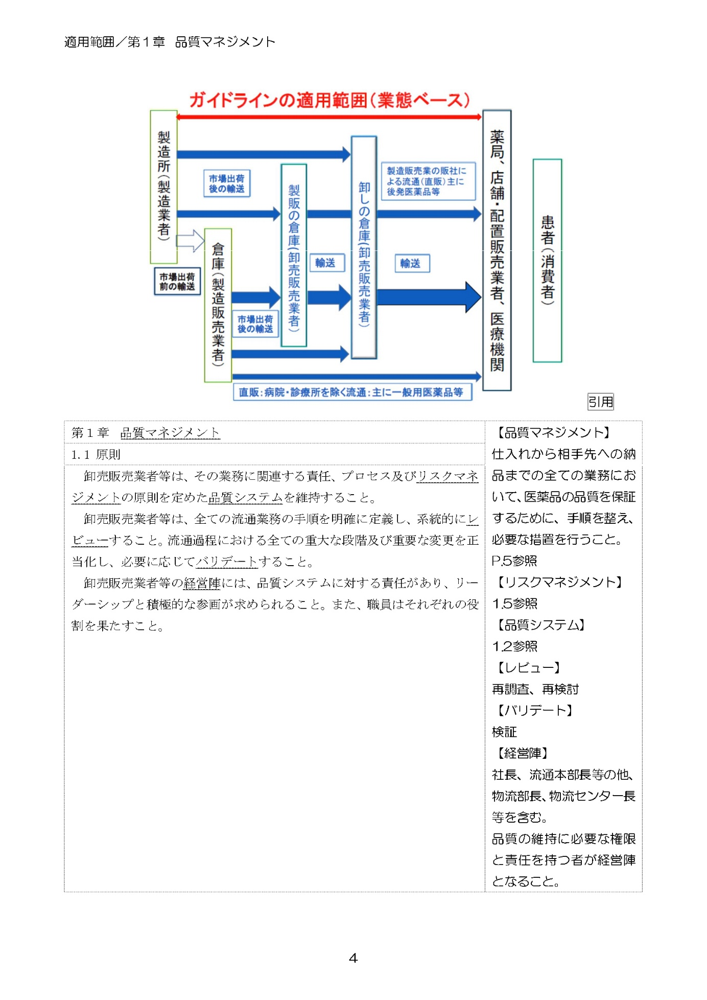 適用範囲／第１章 品質マネジメント
ガイドラインの適用範囲（業態ベース）
製造所（製造業者）
市場出荷
後の輸送
市場出荷
前の輸送
倉庫（製造販売業者）
製販の倉庫（卸売販売業者）
市場出荷
後の輸送
輸送
卸しの倉庫（卸売販売業者）
製造販売業の販社に
よる流通（直販）主に
後発医薬品等
輸送
薬局、店舗・配置販売業者、医療機関
患者（消費者）
直販：病院・診療所を除く流通：主に一般用医薬品等
引用
第１章 品質マネジメント
1.1 原則
卸売販売業者等は、その業務に関連する責任、プロセス及びリスクマネ
ジメントの原則を定めた品質システムを維持すること。
卸売販売業者等は、全ての流通業務の手順を明確に定義し、系統的にレ
ビューすること。流通過程における全ての重大な段階及び重要な変更を正
当化し、必要に応じてバリデートすること。
卸売販売業者等の経営陣には、品質システムに対する責任があり、リー
ダーシップと積極的な参画が求められること。また、職員はそれぞれの役
割を果たすこと。
【品質マネジメント】
仕入れから相手先への納
品までの全ての業務にお
いて、医薬品の品質を保証
するために、手順を整え、
必要な措置を行うこと。
P.5参照
【リスクマネジメント】
1.5参照
【品質システム】
1.2参照
【レビュー】
再調査、再検討
【バリデート】
検証
【経営陣】
社長、流通本部長等の他、
物流部長、物流センター長
等を含む。
品質の維持に必要な権限
と責任を持つ者が経営陣
となること。
4